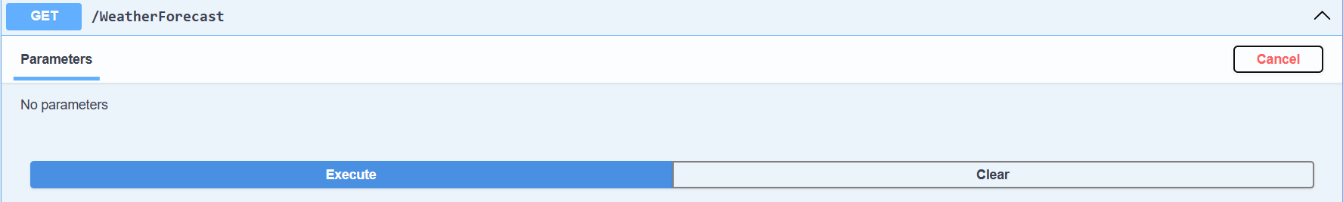 GET /WeatherForecast
Parameters Cancel
No parameters
Execute Clear